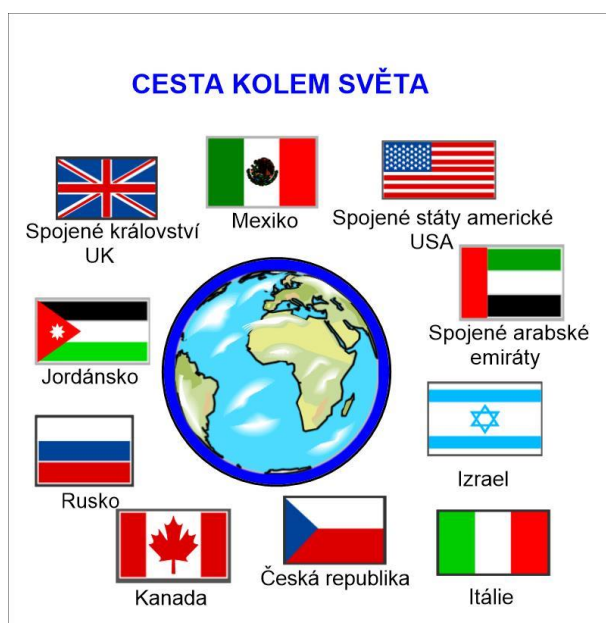 CESTA KOLEM SVĚTA
Spojené království
UK
Mexiko
Spojené státy americké
USA
Spojené arabské
emiráty
Jordánsko
Izrael
Rusko
Kanada
Česká republika
Itálie